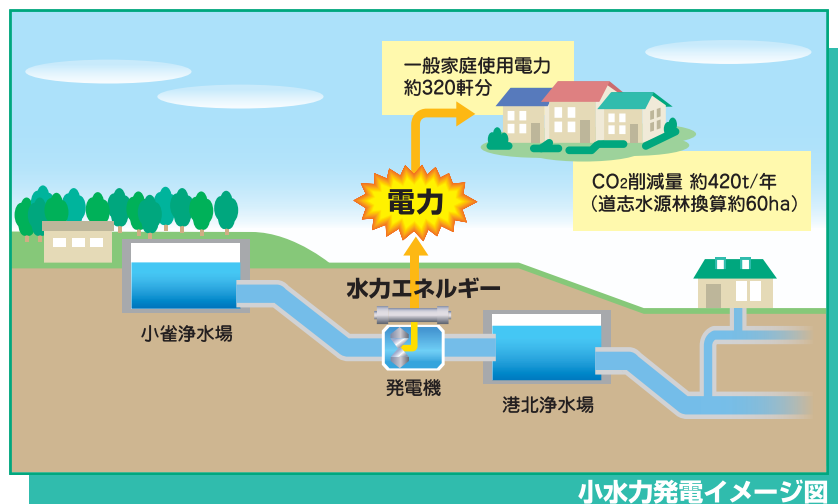 一般家庭使用電力
約320軒分
CO2削減量 約420t/年
（道志水源林換算約60ha）
電力
水力エネルギー
小雀浄水場
発電機
港北浄水場
小水力発電イメージ図